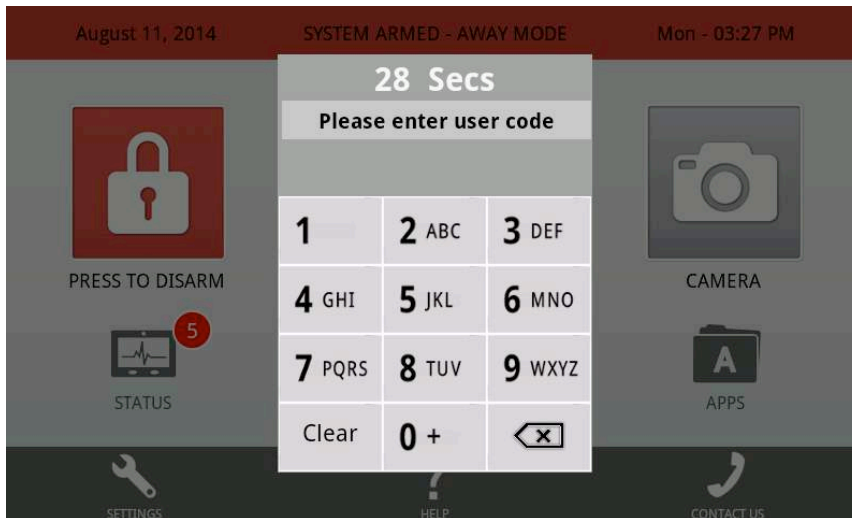 August 11, 2014 SYSTEM ARMED - AWAY MODE Mon - 03:27 PM
28 Secs
Please enter user code
1 2 ABC 3 DEF
PRESS TO DISARM CAMERA
4 GHI 5 JKL 6 MNO
5
7 PQRS 8 TUV 9 WXYZ
A
STATUS APPS
Clear 0 +
SETTINGS ? HELP CONTACT US